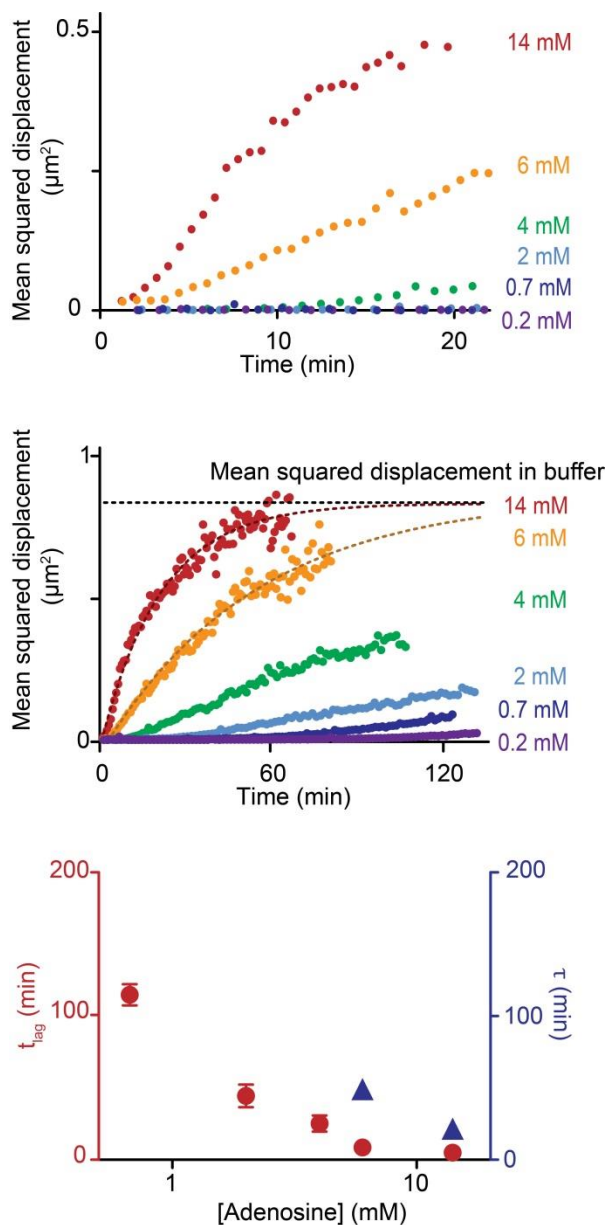 Mean squared displacement
(μm²)
0.5
0
14 mM
6 mM
4 mM
2 mM
0.7 mM
0.2 mM
0
10
20
Time (min)
Mean squared displacement
(μm²)
1
0
Mean squared displacement in buffer
14 mM
6 mM
4 mM
2 mM
0.7 mM
0.2 mM
0
60
120
Time (min)
t_lag (min)
200
100
0
200
100
0
τ (min)
1
10
[Adenosine] (mM)